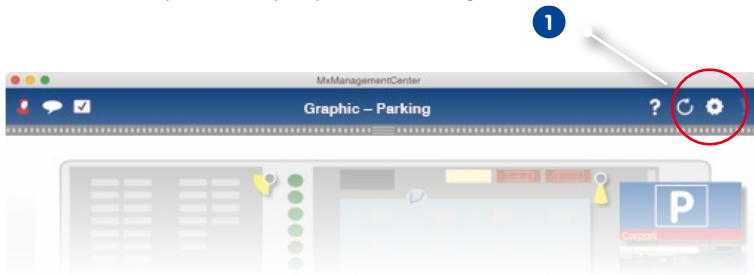 1
MxManagementCenter
Graphic – Parking
?
P
Carpark